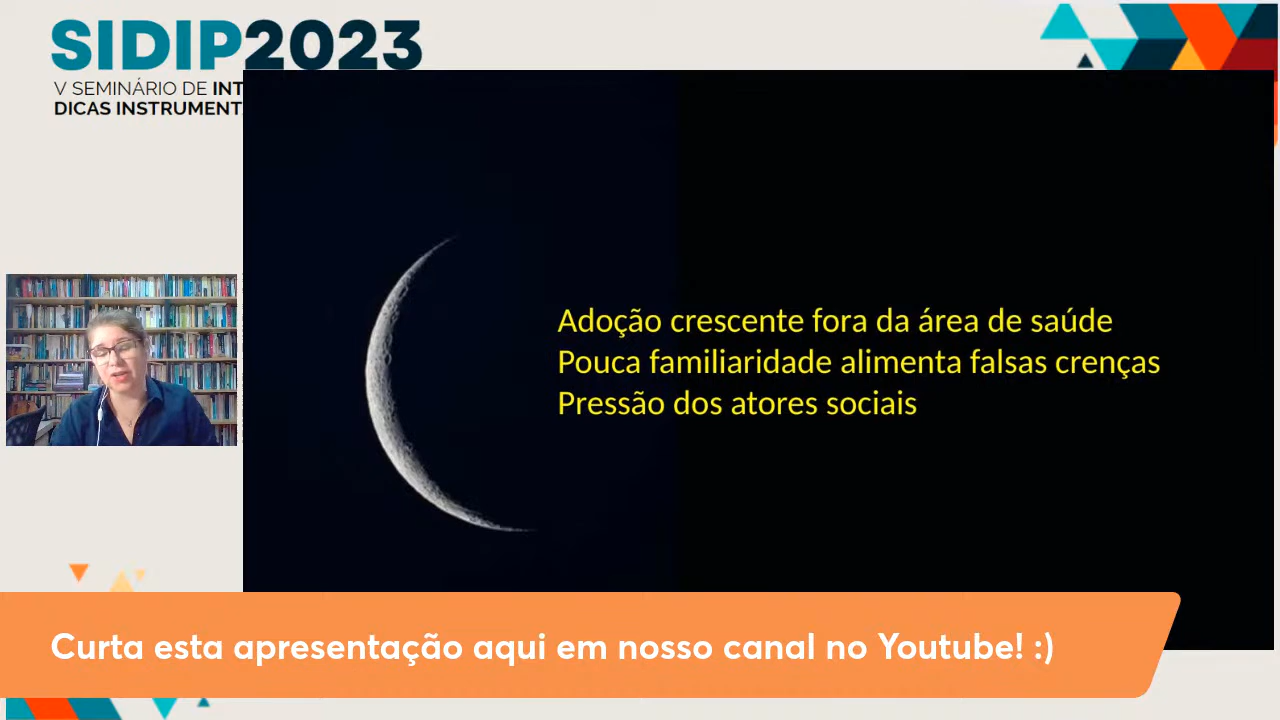 SIDIP2023
V SEMINÁRIO DE INT
DICAS INSTRUMENT
Adoção crescente fora da área de saúde
Pouca familiaridade alimenta falsas crenças
Pressão dos atores sociais
Curta esta apresentação aqui em nosso canal no Youtube! :)